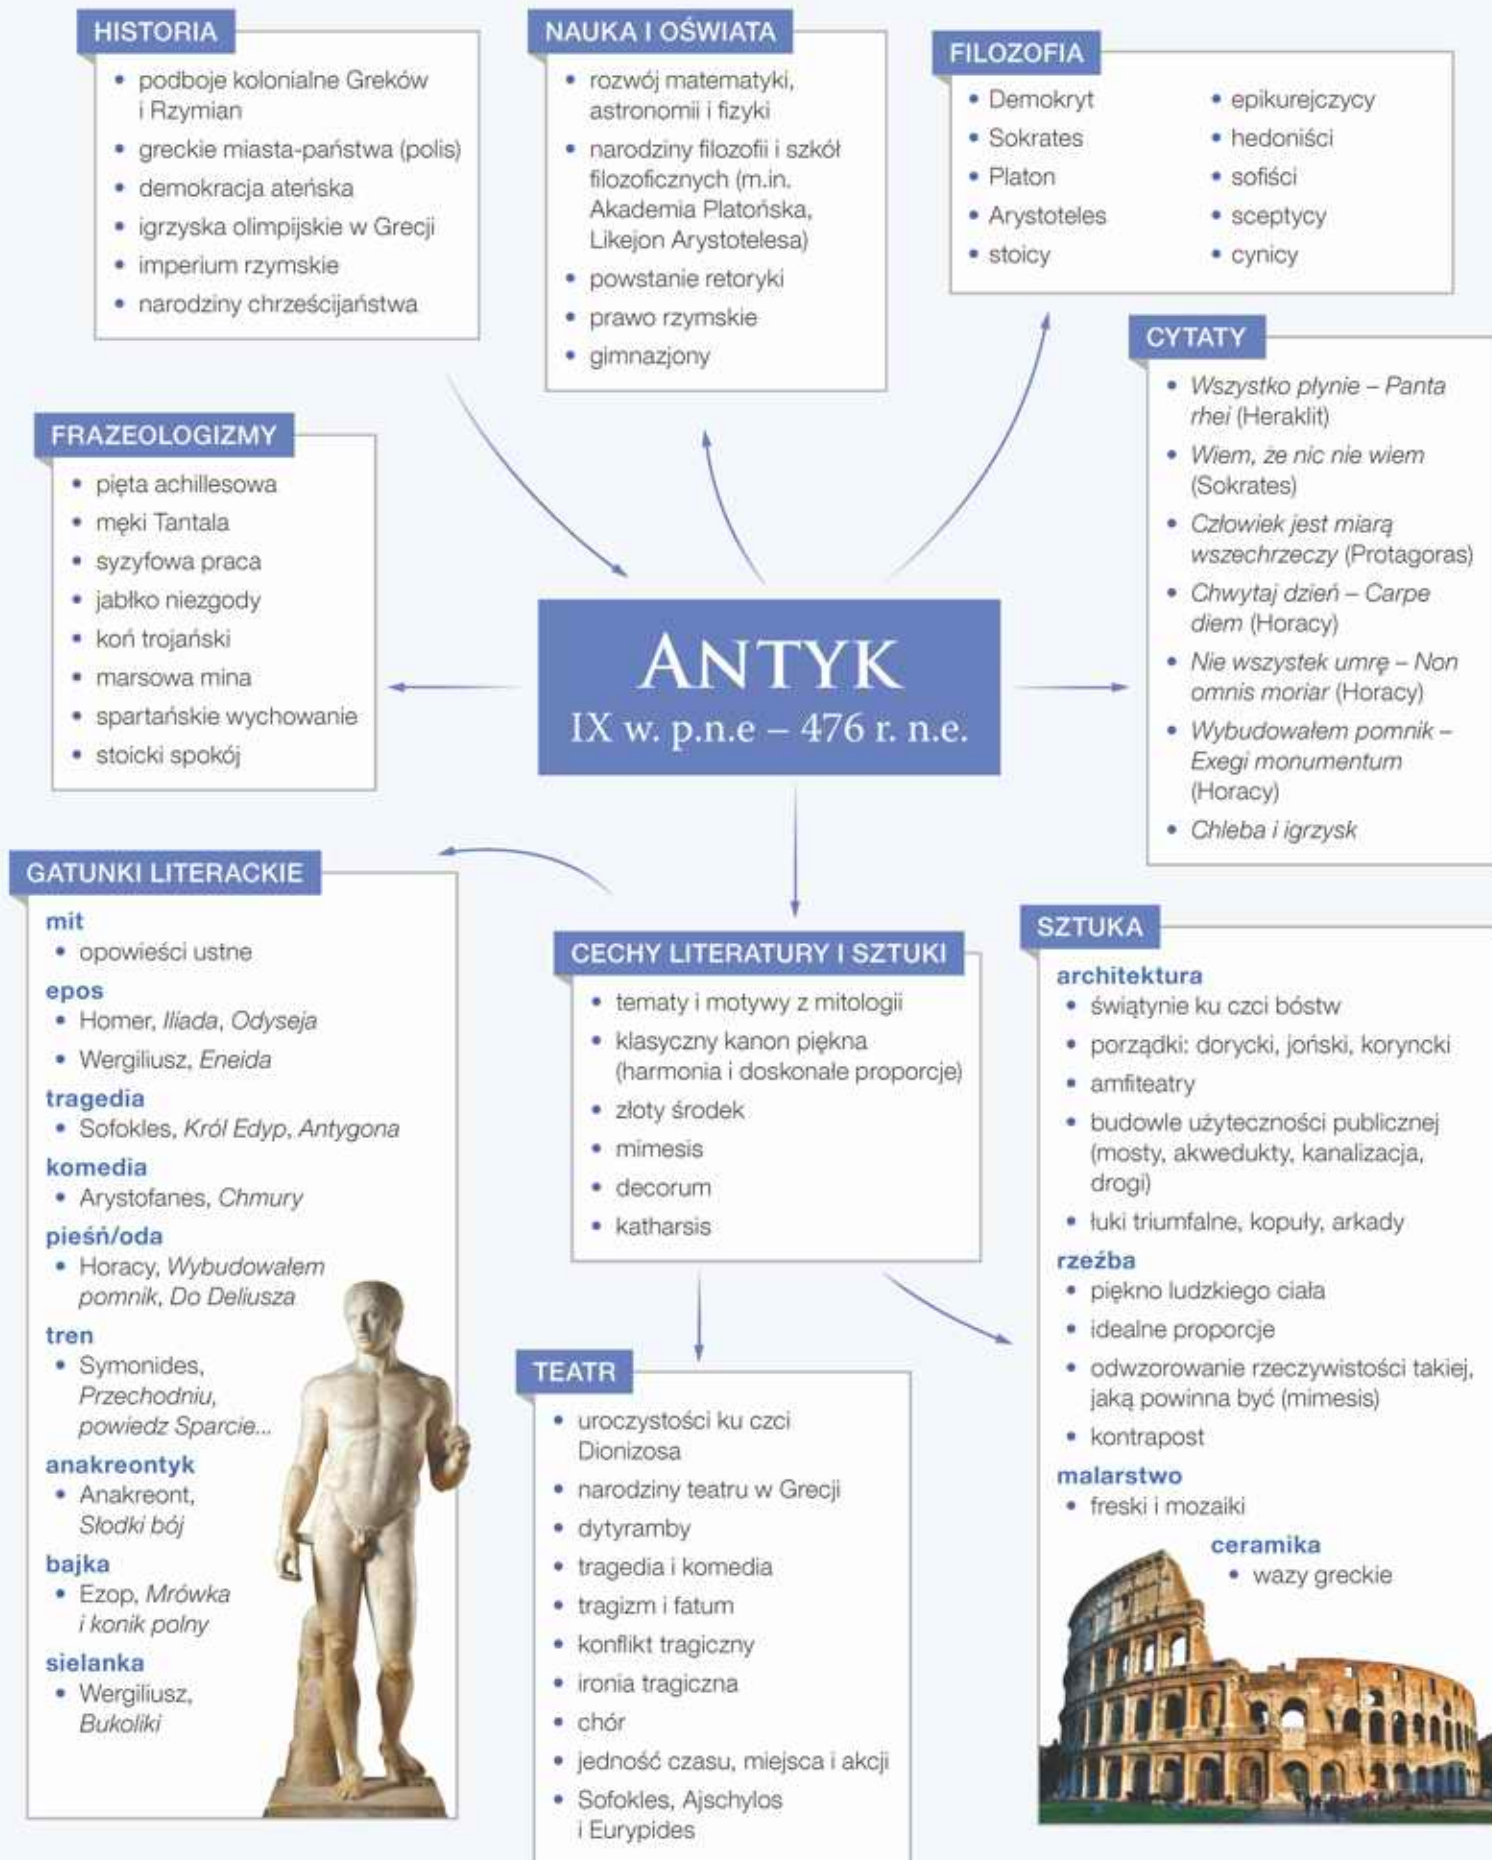 HISTORIA
• podboje kolonialne Greków
i Rzymian
• greckie miasta-państwa (polis)
• demokracja ateńska
• igrzyska olimpijskie w Grecji
• imperium rzymskie
• narodziny chrześcijaństwa
NAUKA I OŚWIATA
• rozwój matematyki,
astronomii i fizyki
• narodziny filozofii i szkół
filozoficznych (m.in.
Akademia Platońska,
Likejon Arystotelesa)
• powstanie retoryki
• prawo rzymskie
• gimnazjony
FILOZOFIA
• Demokryt
• Sokrates
• Platon
• Arystoteles
• stoicy
• epikurejczycy
• hedoniści
• sofiści
• sceptycy
• cynicy
CYTATY
• Wszystko płynie – Panta
rhei (Heraklit)
• Wiem, że nic nie wiem
(Sokrates)
• Człowiek jest miarą
wszechrzeczy (Protagoras)
• Chwytaj dzień – Carpe
diem (Horacy)
• Nie wszystek umrę – Non
omnis moriar (Horacy)
• Wybudowałem pomnik –
Exegi monumentum
(Horacy)
• Chleba i igrzysk
FRAZEOLOGIZMY
• pięta achillesowa
• męki Tantala
• syzyfowa praca
• jabłko niezgody
• koń trojański
• marsowa mina
• spartańskie wychowanie
• stoicki spokój
ANTYK
IX w. p.n.e – 476 r. n.e.
GATUNKI LITERACKIE
mit
• opowieści ustne
epos
• Homer, Iliada, Odyseja
• Wergiliusz, Eneida
tragedia
• Sofokles, Król Edyp, Antygona
komedia
• Arystofanes, Chmury
pieśń/oda
• Horacy, Wybudowałem
pomnik, Do Deliusza
tren
• Symonides,
Przechodniu,
powiedz Sparcie...
anakreontyk
• Anakreont,
Słodki bój
bajka
• Ezop, Mrówka
i konik polny
sielanka
• Wergiliusz,
Bukoliki
CECHY LITERATURY I SZTUKI
• tematy i motywy z mitologii
• klasyczny kanon piękna
(harmonia i doskonałe proporcje)
• złoty środek
• mimesis
• decorum
• katharsis
TEATR
• uroczystości ku czci
Dionizosa
• narodziny teatru w Grecji
• dytyramby
• tragedia i komedia
• tragizm i fatum
• konflikt tragiczny
• ironia tragiczna
• chór
• jedność czasu, miejsca i akcji
• Sofokles, Ajschylos
i Eurypides
SZTUKA
architektura
• świątynie ku czci bóstw
• porządki: dorycki, joński, koryncki
• amfiteatry
• budowle użyteczności publicznej
(mosty, akwedukty, kanalizacja,
drogi)
• łuki triumfalne, kopuły, arkady
rzeźba
• piękno ludzkiego ciała
• idealne proporcje
• odwzorowanie rzeczywistości takiej,
jaką powinna być (mimesis)
• kontrapost
malarstwo
• freski i mozaiki
ceramika
• wazy greckie